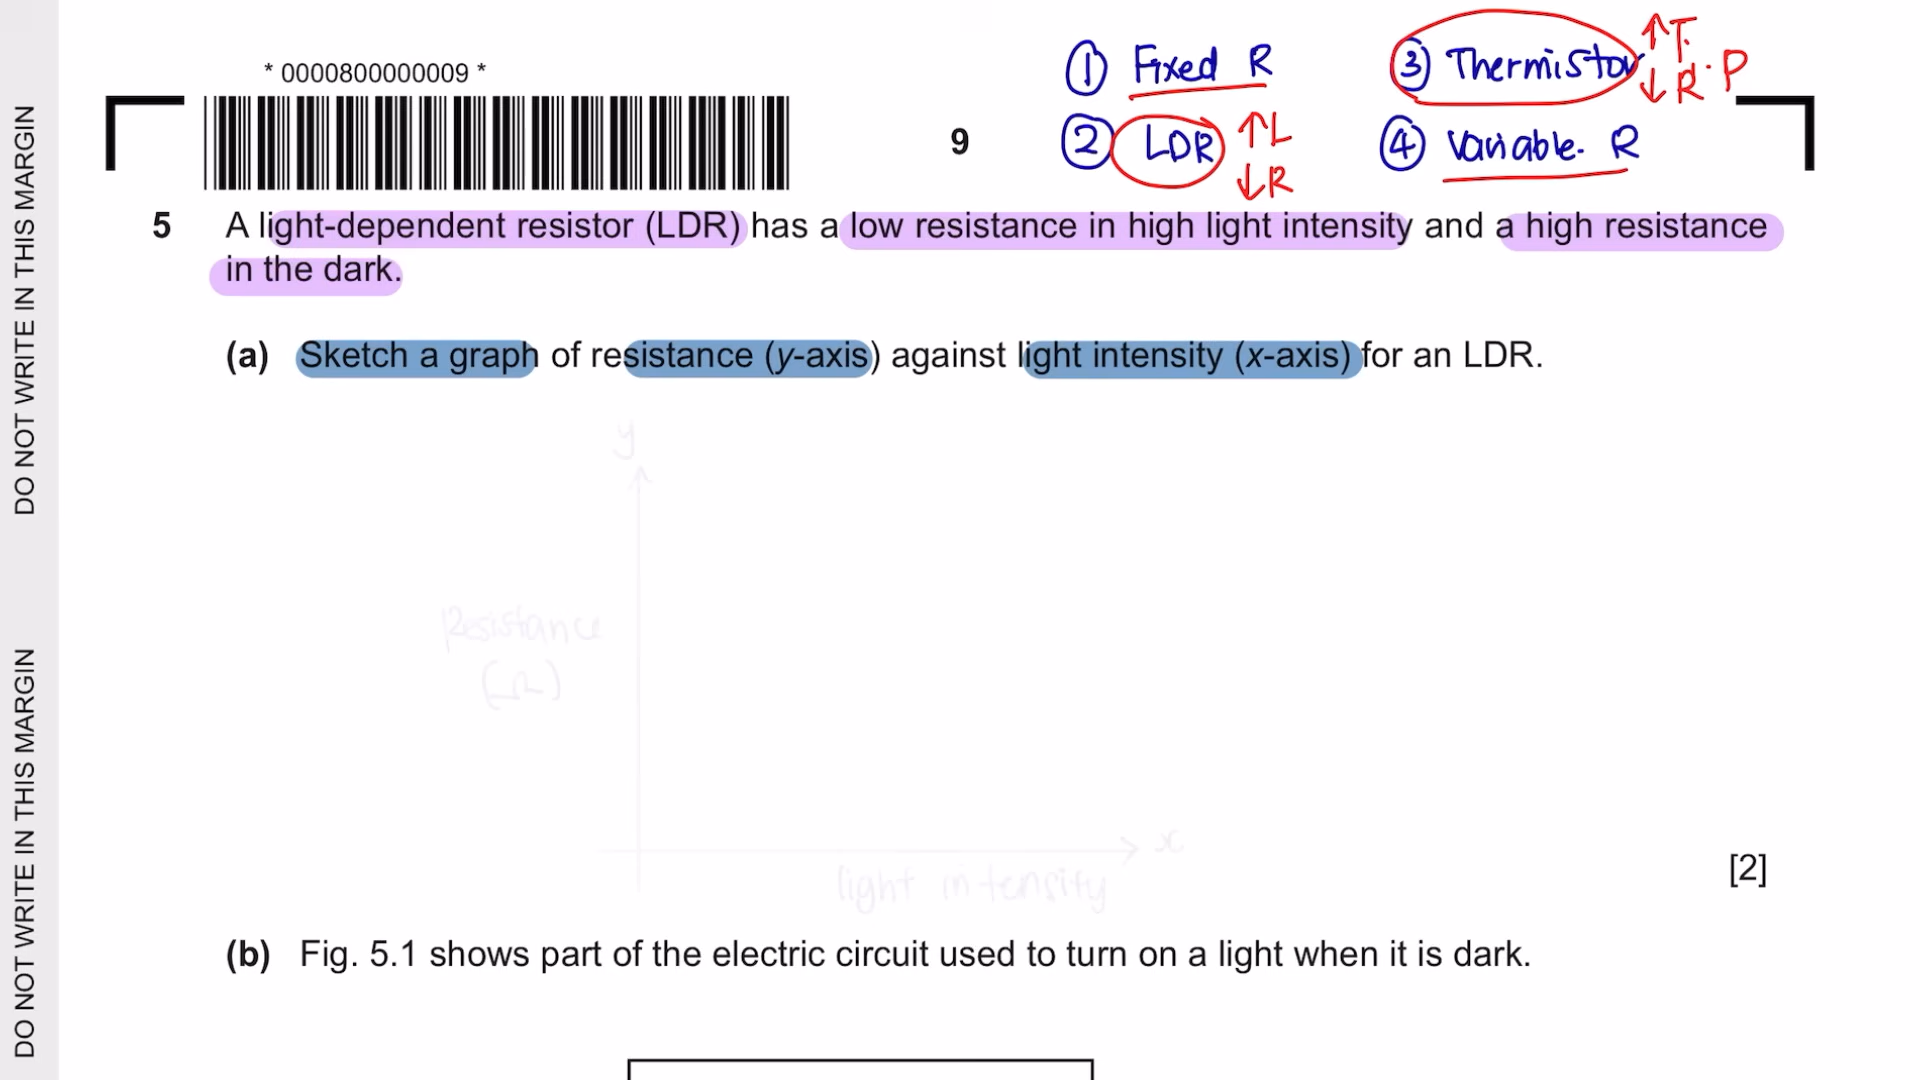 * 0000800000009 *
9
① Fixed R
② LDR ↑L ↓R
③ Thermistor ↑T. ↓R. P
④ Variable. R
5 A light-dependent resistor (LDR) has a low resistance in high light intensity and a high resistance
in the dark.
(a) Sketch a graph of resistance (y-axis) against light intensity (x-axis) for an LDR.
y
Resistance
(Ω)
x
light intensity
[2]
(b) Fig. 5.1 shows part of the electric circuit used to turn on a light when it is dark.
DO NOT WRITE IN THIS MARGIN
DO NOT WRITE IN THIS MARGIN